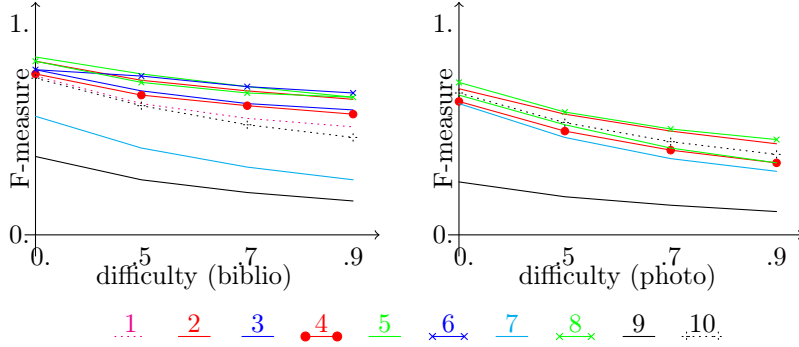 1.
F-measure
0.
0. .5 .7 .9
difficulty (biblio)
1.
F-measure
0.
0. .5 .7 .9
difficulty (photo)
1 2 3 4 5 6 7 8 9 10